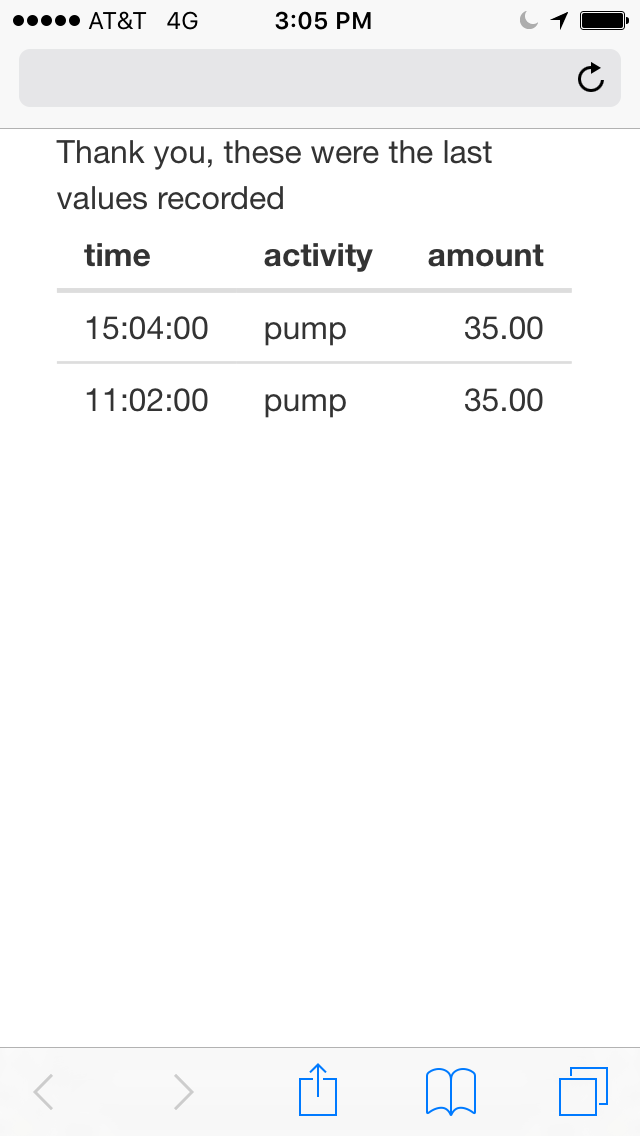 AT&T 4G 3:05 PM
Thank you, these were the last
values recorded
time activity amount
15:04:00 pump 35.00
11:02:00 pump 35.00